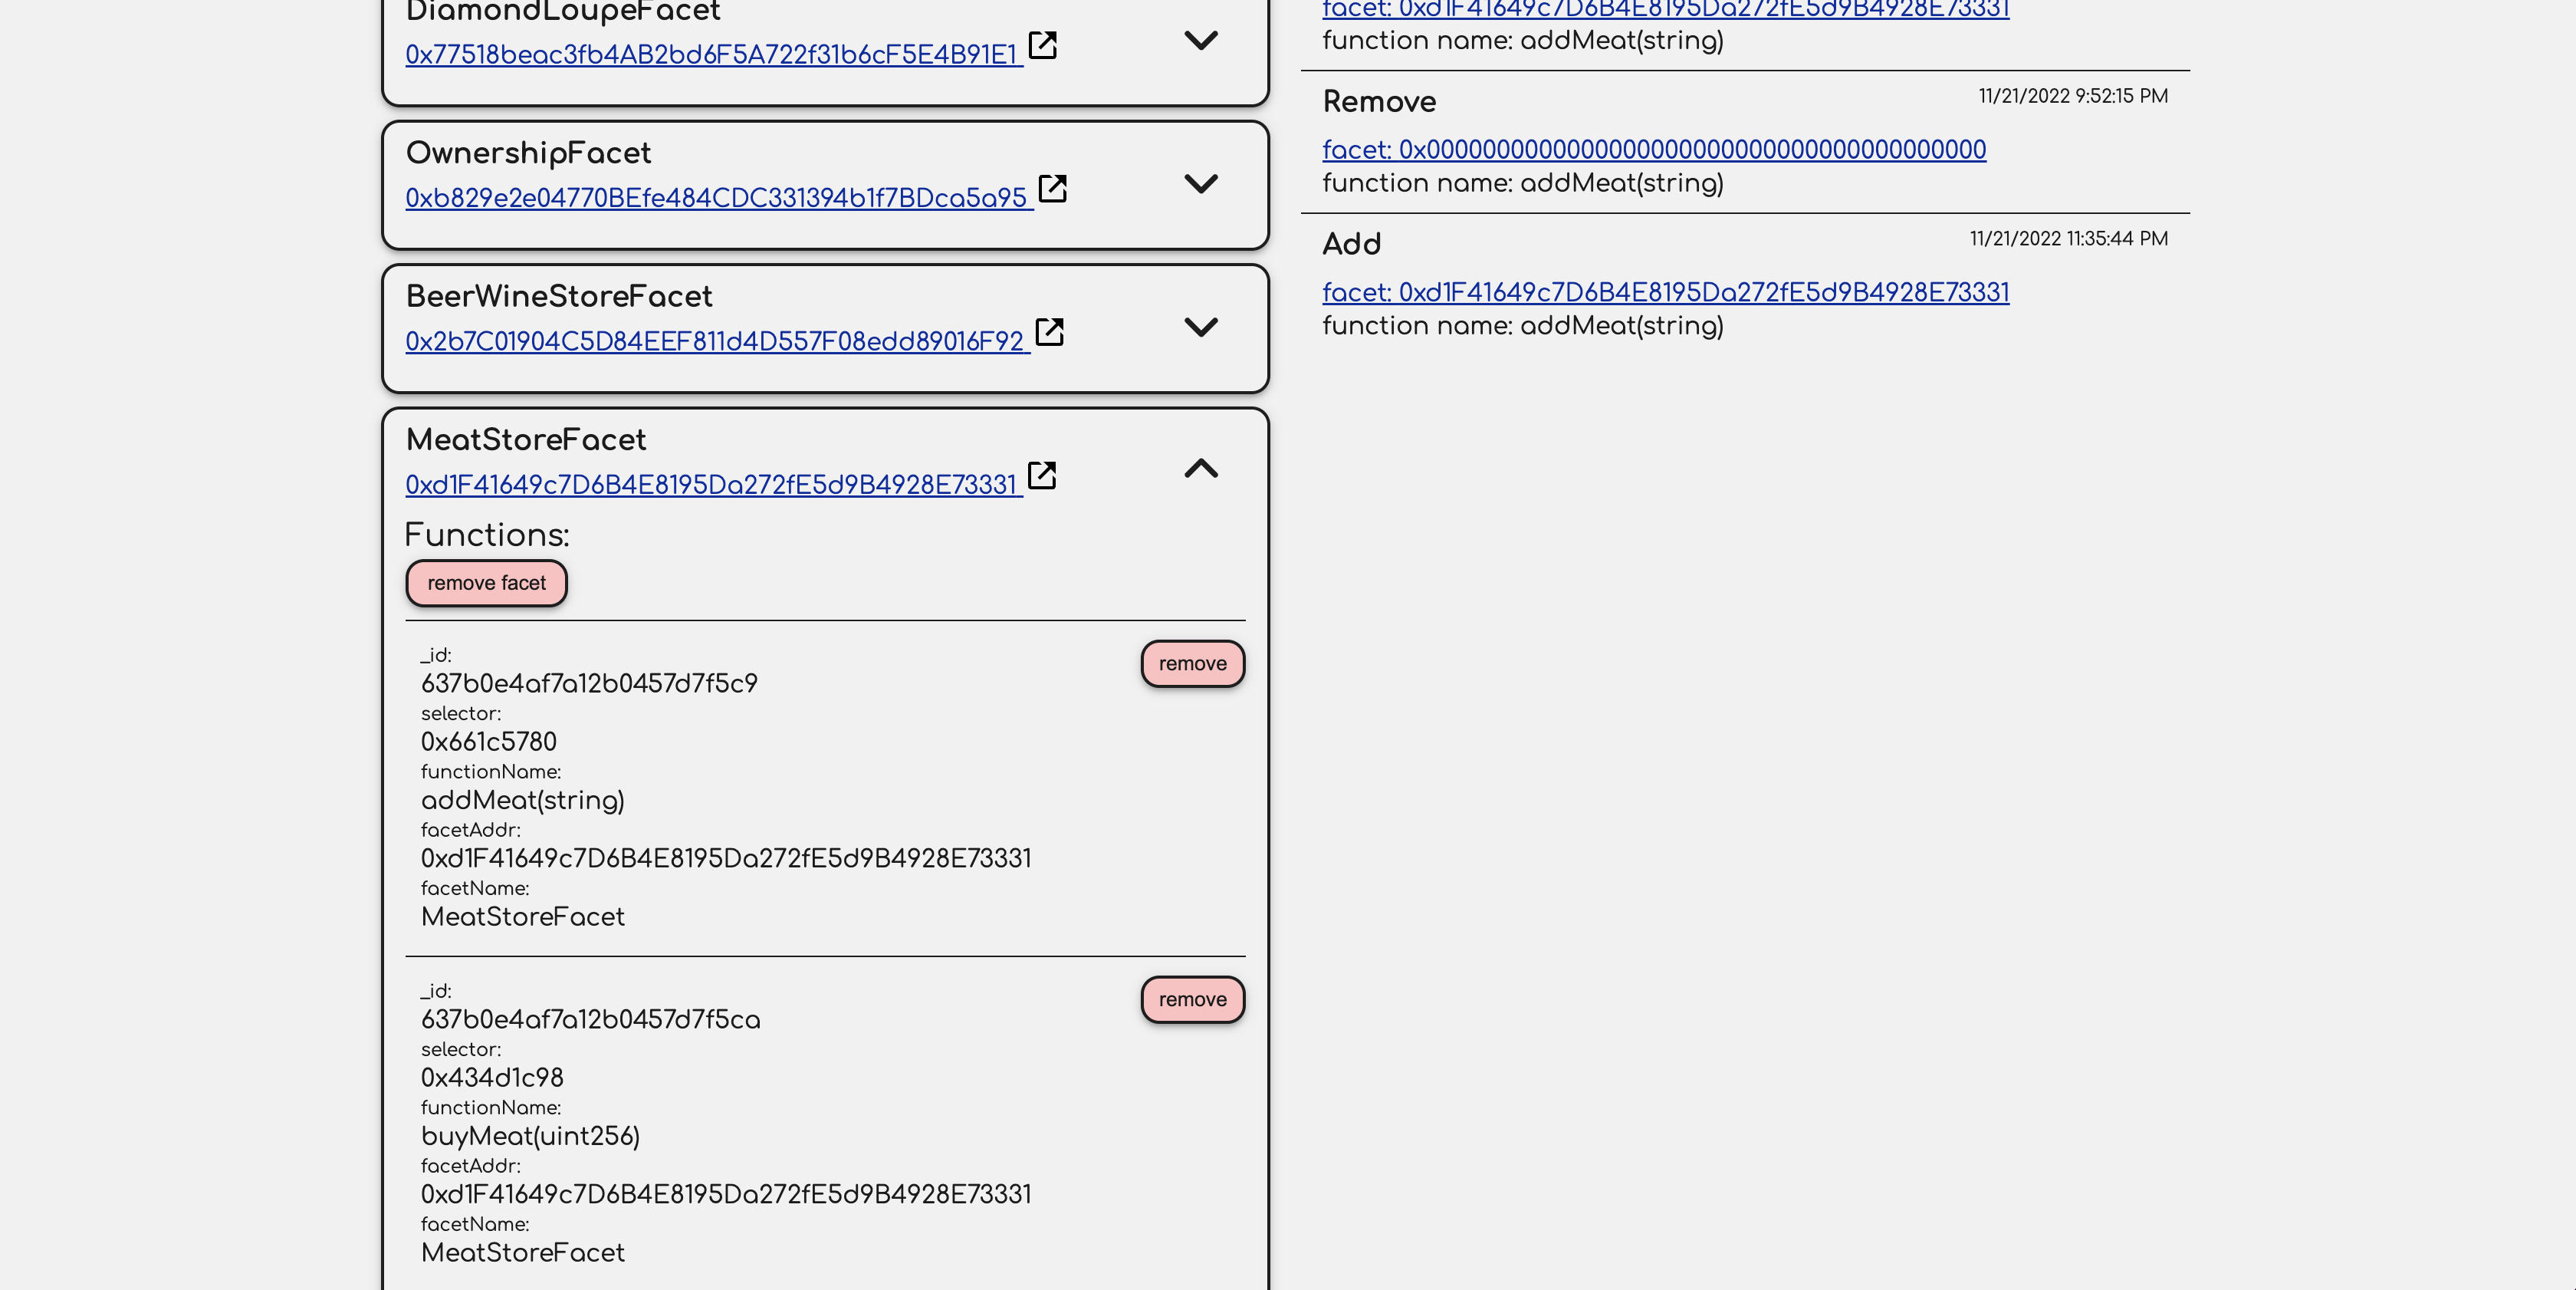 DiamondLoupeFacet
0x77518beac3fb4AB2bd6F5A722f31b6cF5E4B91E1
OwnershipFacet
0xb829e2e04770BEfe484CDC331394b1f7BDca5a95
BeerWineStoreFacet
0x2b7C01904C5D84EEF811d4D557F08edd89016F92
MeatStoreFacet
0xd1F41649c7D6B4E8195Da272fE5d9B4928E73331
Functions:
remove facet
_id:
remove
637b0e4af7a12b0457d7f5c9
selector:
0x661c5780
functionName:
addMeat(string)
facetAddr:
0xd1F41649c7D6B4E8195Da272fE5d9B4928E73331
facetName:
MeatStoreFacet
_id:
remove
637b0e4af7a12b0457d7f5ca
selector:
0x434d1c98
functionName:
buyMeat(uint256)
facetAddr:
0xd1F41649c7D6B4E8195Da272fE5d9B4928E73331
facetName:
MeatStoreFacet
facet: 0xd1F41649c7D6B4E8195Da272fE5d9B4928E73331
function name: addMeat(string)
Remove
11/21/2022 9:52:15 PM
facet: 0x0000000000000000000000000000000000000000
function name: addMeat(string)
Add
11/21/2022 11:35:44 PM
facet: 0xd1F41649c7D6B4E8195Da272fE5d9B4928E73331
function name: addMeat(string)